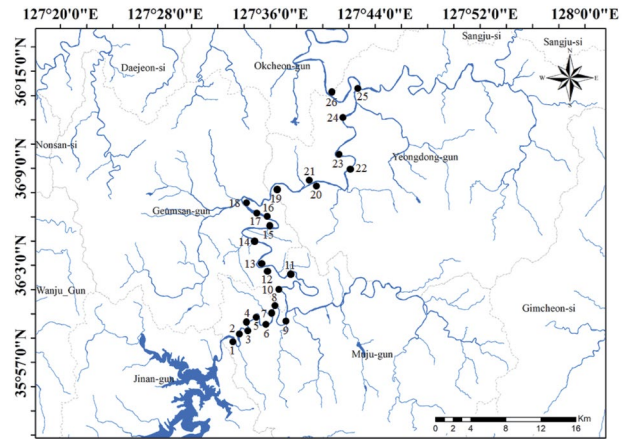 127°20'0"E 127°28'0"E 127°36'0"E 127°44'0"E 127°52'0"E 128°0'0"E
Sangju-si
Sangju-si
N
W E
S
36°15'0"N
Okcheon-gun
Daejeon-si
26 25
24
Nonsan-si
36°9'0"N
23
Yeongdong-gun
22
21
20
19
18
Geumsan-gun
17 16
15
14
36°3'0"N
13
12
11
10
Wanju_Gun
8
Gimcheon-si
4 5 7
6 9
2
3
1
35°57'0"N
Jinan-gun
Muju-gun
0 2 4 8 12 16
Km